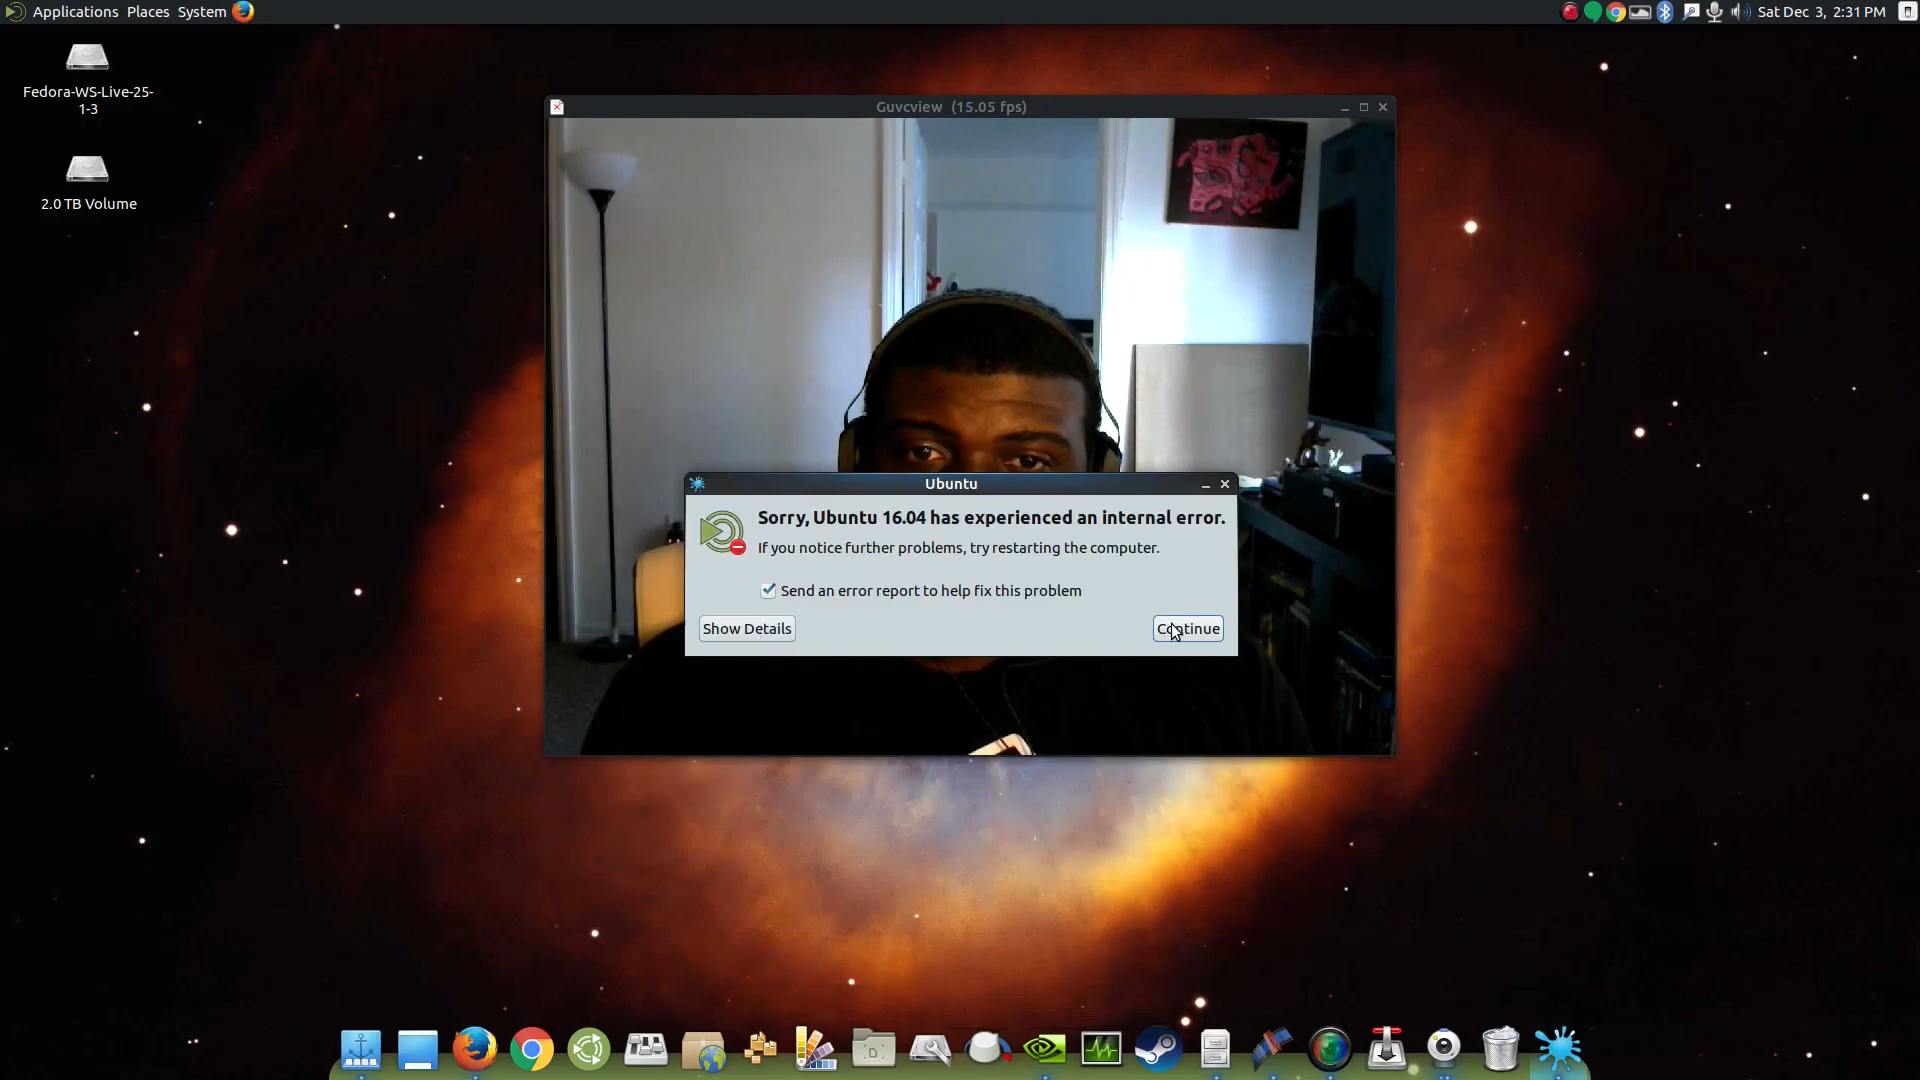 Applications Places System
Sat Dec 3, 2:31 PM
Fedora-WS-Live-25-
1-3
2.0 TB Volume
Guvcview (15.05 fps)
Ubuntu
Sorry, Ubuntu 16.04 has experienced an internal error.
If you notice further problems, try restarting the computer.
Send an error report to help fix this problem
Show Details
Continue